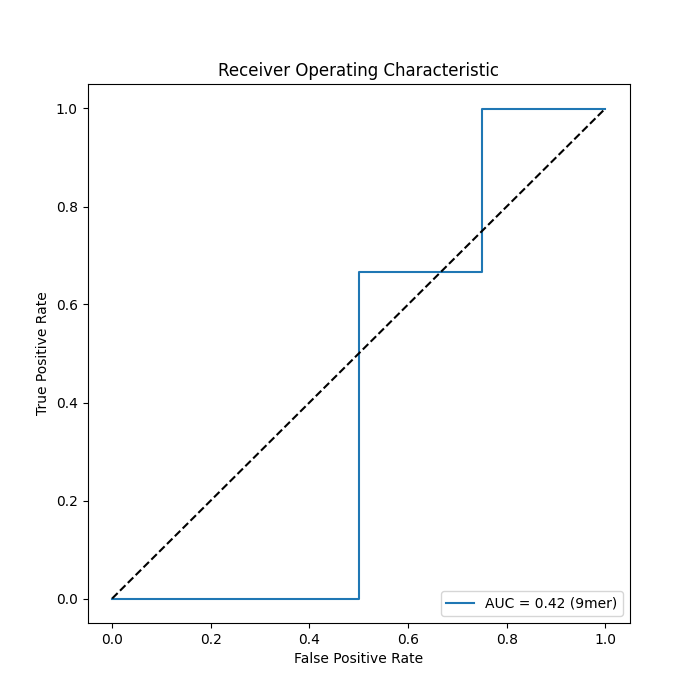 Receiver Operating Characteristic
1.0
0.8
0.6
0.4
0.2
0.0
True Positive Rate
AUC = 0.42 (9mer)
0.0 0.2 0.4 0.6 0.8 1.0
False Positive Rate